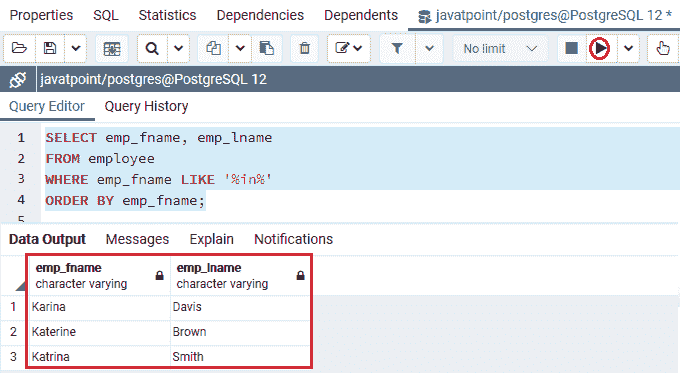 Properties SQL Statistics Dependencies Dependents javatpoint/postgres@PostgreSQL 12 *
No limit
javatpoint/postgres@PostgreSQL 12
Query Editor Query History
1 SELECT emp_fname, emp_lname
2 FROM employee
3 WHERE emp_fname LIKE '%in%'
4 ORDER BY emp_fname;
5
Data Output Messages Explain Notifications
emp_fname emp_lname
character varying character varying
1 Karina Davis
2 Katerine Brown
3 Katrina Smith